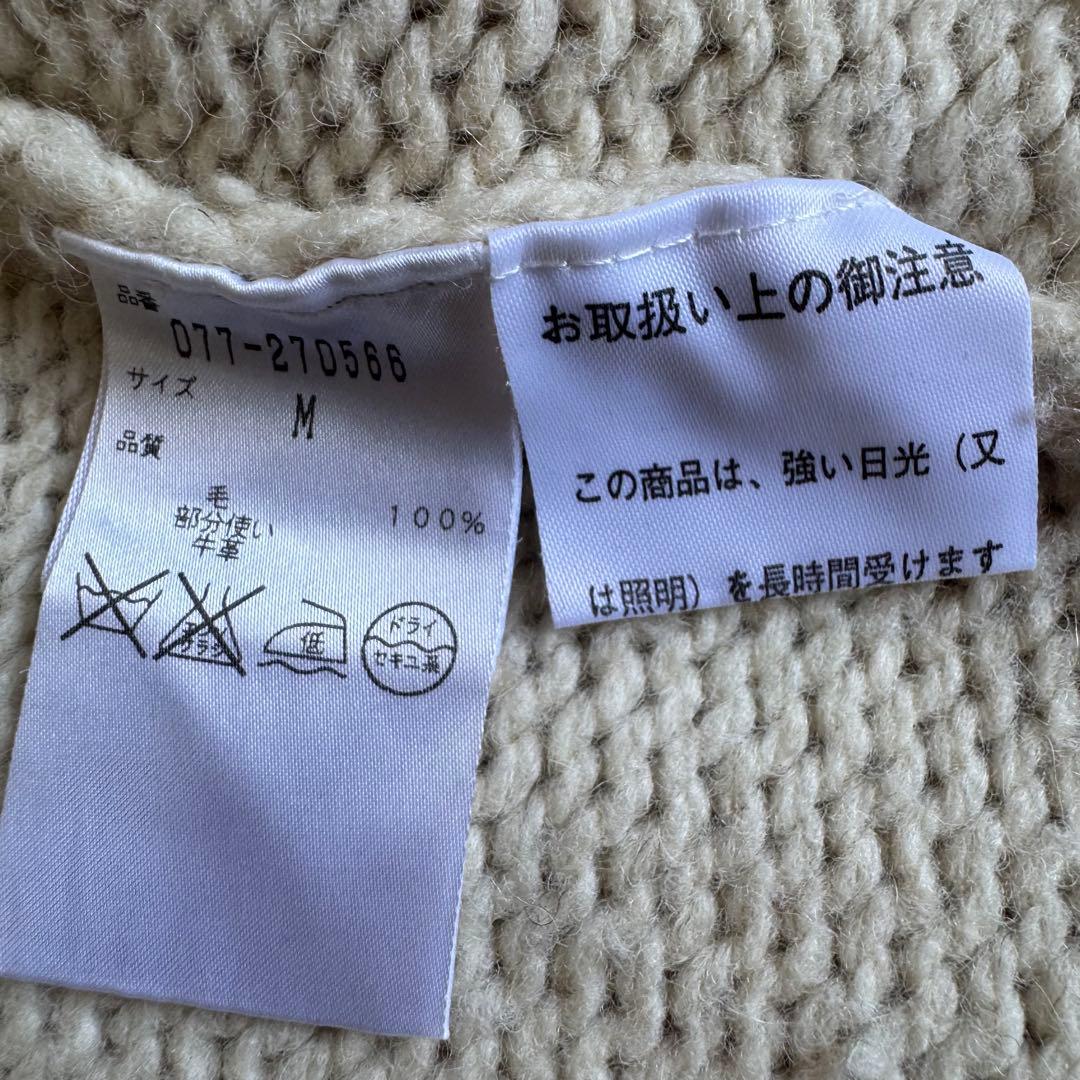 品番
077-270566
サイズ
M
品質
毛 100%
部分使い
牛革
低
ドライ
セキユ系
お取扱い上の御注意
この商品は、強い日光（又
は照明）を長時間受けます